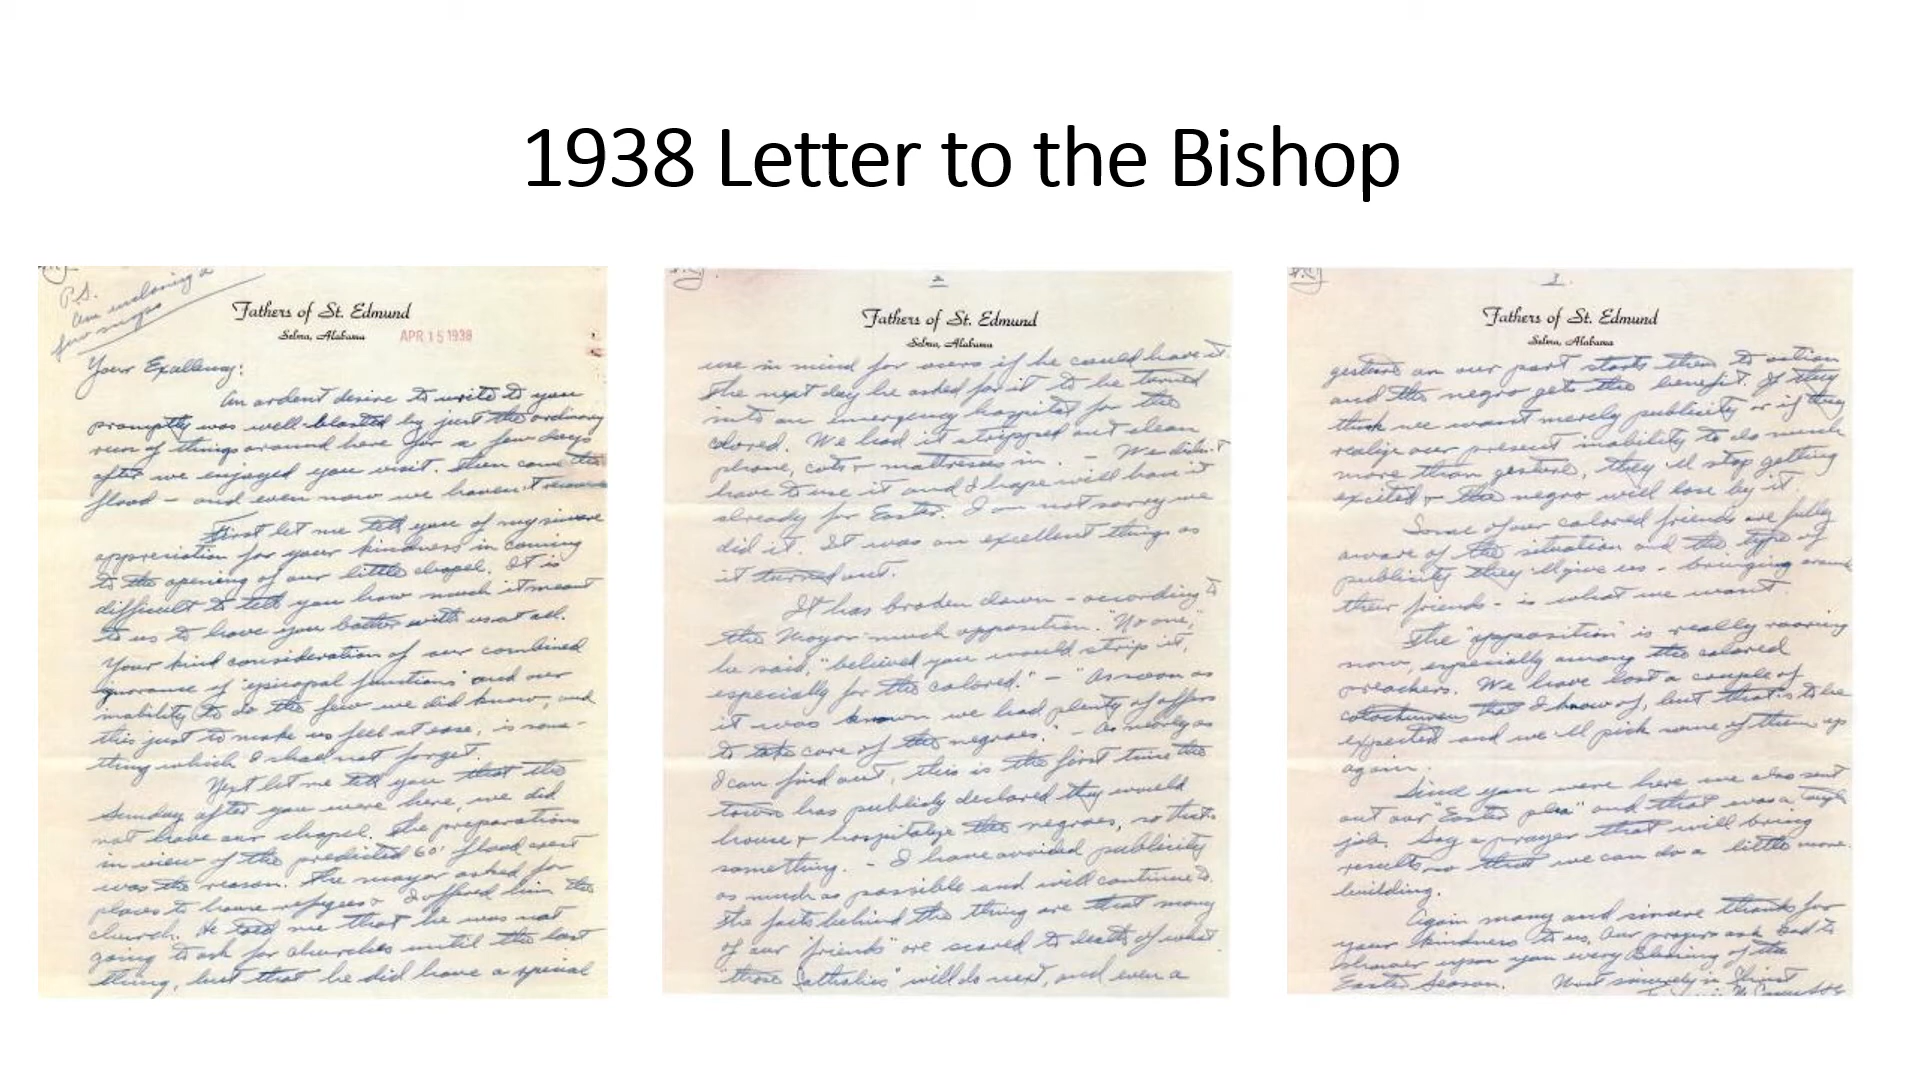 1938 Letter to the Bishop
P.S.
Am enclosing a
few snaps
Fathers of St. Edmund
Selma, Alabama
APR 15 1938
Your Excellency:
An ardent desire to write to you
promptly was well-blasted by just the ordinary
run of things around here for a few days
after we enjoyed your visit. Then came the
flood - and even now we haven't
First let me tell you of my sincere
appreciation for your kindness in coming
to the opening of our little chapel. It is
difficult to tell you how much it meant
to us to have you bother with us at all.
Your kind consideration of our combined
ignorance of "episcopal functions" and our
inability to do the few we did know, and
this just to make us feel at ease, is some-
thing which I shall not forget.
Next let me tell you that the
Sunday after you were here, we did
not have our chapel. The preparations
in view of the predicted 60' flood crest
was the reason. The mayor asked for
places to house refugees & I offered him the
church. He told me that he was not
going to ask for churches until the last
thing, but that he did have a special
2
Fathers of St. Edmund
Selma, Alabama
use in mind for ours if he could have it.
The next day he asked for it to be turned
into an emergency hospital for the
colored. We had it stripped and clean
phone, cots & mattresses in. - We didn't
have to use it and I hope will have it
already for Easter. I am not sorry we
did it. It was an excellent things as
it turned out.
It has broken down - according to
the Mayor - much opposition. "No one,"
he said, "believed you would strip it,
especially for the colored." - "As soon as
it was known we had plenty of offers
to take care of the negroes." - As nearly as
I can find out, this is the first time the
town has publicly declared they would
house & hospitalize the negroes, so that's
something. - I have avoided publicity
as much as possible and will continue to.
The facts behind the thing are that many
of our "friends" are scared to death of what
"those Catholics" will do next, and even a
3.
Fathers of St. Edmund
Selma, Alabama
gesture on our part starts them to action
and the negro gets the benefit. If they
think we want merely publicity or if they
realize our present inability to do much
more than gesture, they'll stop getting
excited & the negro will lose by it.
Some of our colored friends are fully
aware of the situation and the type of
publicity they'll give us - bringing around
their friends - is what we want.
The "opposition" is really roaring
now, especially among the colored
preachers. We have lost a couple of
catechumens that I know of, but that is to be
expected and we'll pick some of them up
again.
Since you were here we also sent
out our "Easter plea" and that was a tough
job. Say a prayer that will bring
results so that we can do a little more
building.
Again many and sincere thanks for
your kindness to us. Our prayers ask God to
shower upon you every Blessing of the
Easter Season. Most sincerely in Christ